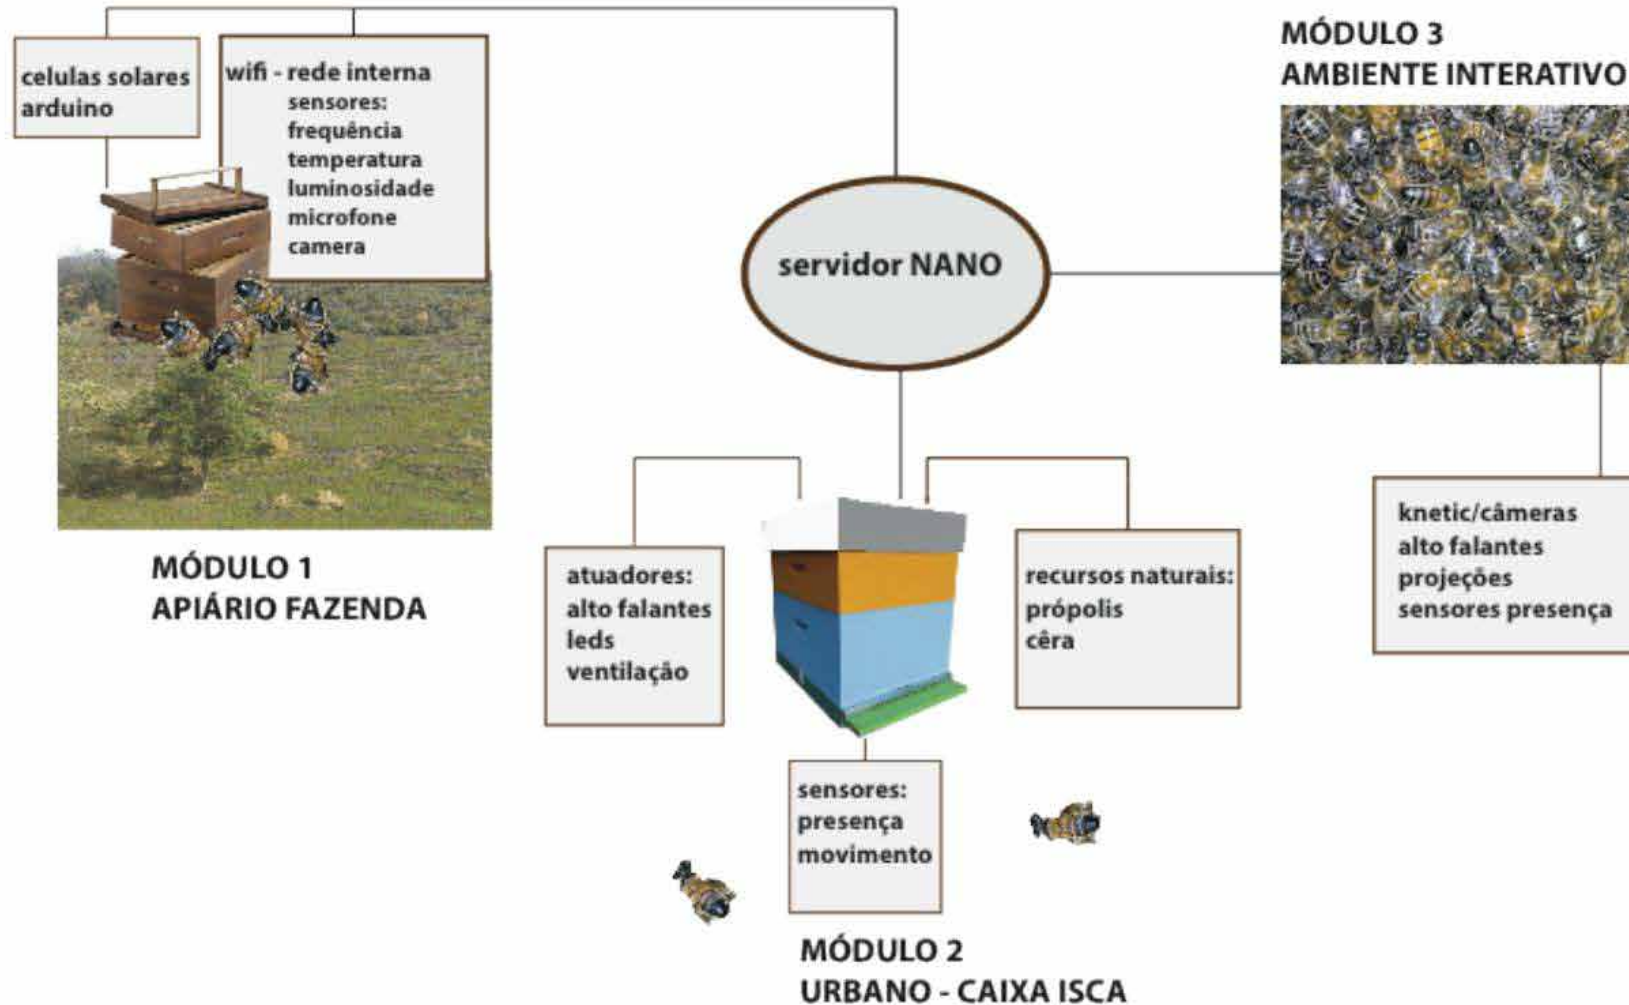 celulas solares
arduino
wifi - rede interna
sensores:
frequência
temperatura
luminosidade
microfone
camera
MÓDULO 1
APIÁRIO FAZENDA
servidor NANO
MÓDULO 3
AMBIENTE INTERATIVO
knetic/câmeras
alto falantes
projeções
sensores presença
atuadores:
alto falantes
leds
ventilação
recursos naturais:
própolis
cêra
sensores:
presença
movimento
MÓDULO 2
URBANO - CAIXA ISCA